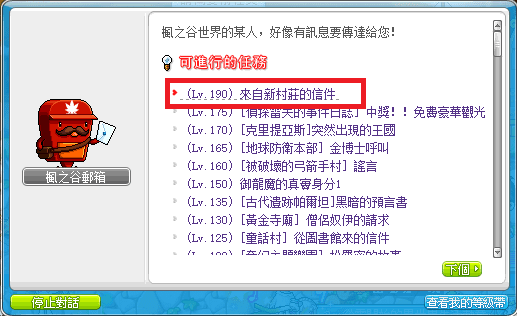 楓之谷世界的某人，好像有訊息要傳達給您!
可進行的任務
(Lv.190) 來自新村莊的信件
(Lv.175) [偵探雷夫的事件日誌] 中獎!! 免費豪華觀光
(Lv.170) [克里提亞斯]突然出現的王國
(Lv.165) [地球防衛本部] 金博士呼叫
(Lv.160) [被破壞的弓箭手村] 謠言
(Lv.150) 御龍魔的真實身分1
(Lv.135) [古代遺跡帕爾坦]黑暗的預言書
(Lv.130) [黃金寺廟] 僧侶奴伊的請求
(Lv.125) [童話村] 從圖書館來的信件
楓之谷郵箱
下個
停止對話
查看我的等級帶